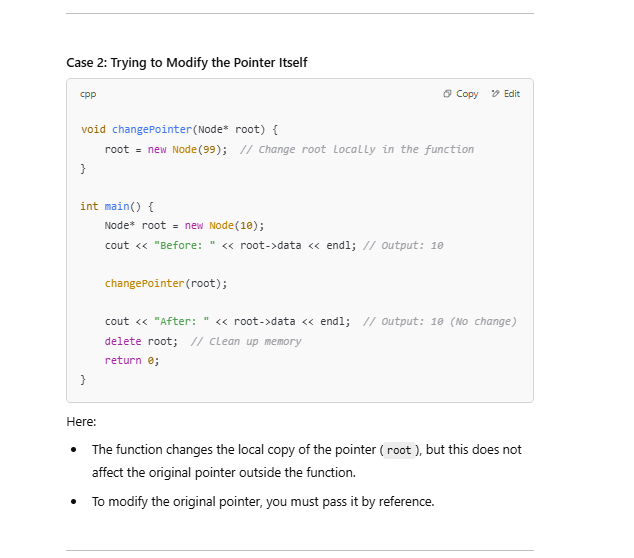 Case 2: Trying to Modify the Pointer Itself
cpp
Copy
Edit
void changePointer(Node* root) {
    root = new Node(99);  // Change root locally in the function
}
int main() {
    Node* root = new Node(10);
    cout << "Before: " << root->data << endl; // Output: 10
    changePointer(root);
    cout << "After: " << root->data << endl;  // Output: 10 (No change)
    delete root;  // Clean up memory
    return 0;
}
Here:
• The function changes the local copy of the pointer ( root ), but this does not
affect the original pointer outside the function.
• To modify the original pointer, you must pass it by reference.